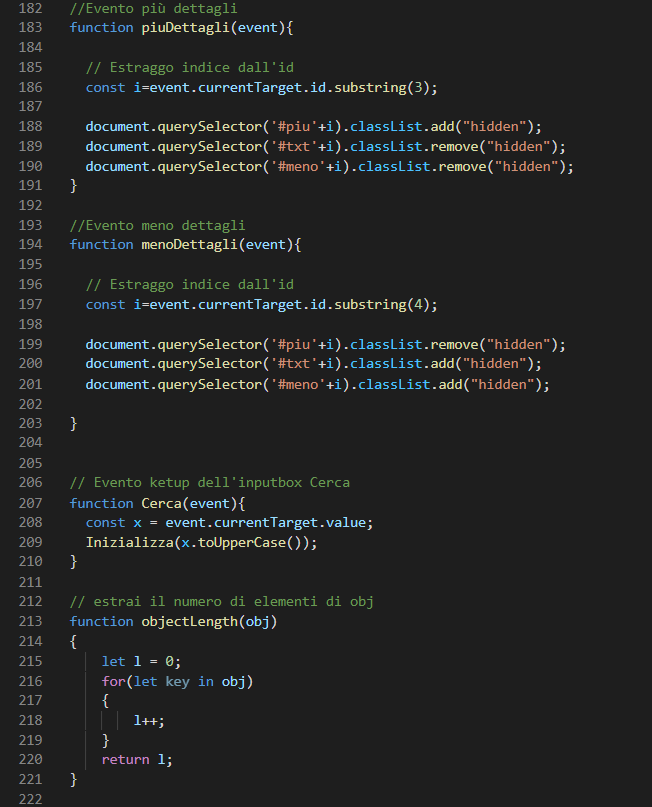 182 //Evento più dettagli
183 function piuDettagli(event){
184
185 // Estraggo indice dall'id
186 const i=event.currentTarget.id.substring(3);
187
188 document.querySelector('#piu'+i).classList.add("hidden");
189 document.querySelector('#txt'+i).classList.remove("hidden");
190 document.querySelector('#meno'+i).classList.remove("hidden");
191 }
192
193 //Evento meno dettagli
194 function menoDettagli(event){
195
196 // Estraggo indice dall'id
197 const i=event.currentTarget.id.substring(4);
198
199 document.querySelector('#piu'+i).classList.remove("hidden");
200 document.querySelector('#txt'+i).classList.add("hidden");
201 document.querySelector('#meno'+i).classList.add("hidden");
202
203 }
204
205
206 // Evento ketup dell'inputbox Cerca
207 function Cerca(event){
208 const x = event.currentTarget.value;
209 Inizializza(x.toUpperCase());
210 }
211
212 // estrai il numero di elementi di obj
213 function objectLength(obj)
214 {
215 let l = 0;
216 for(let key in obj)
217 {
218 l++;
219 }
220 return l;
221 }
222